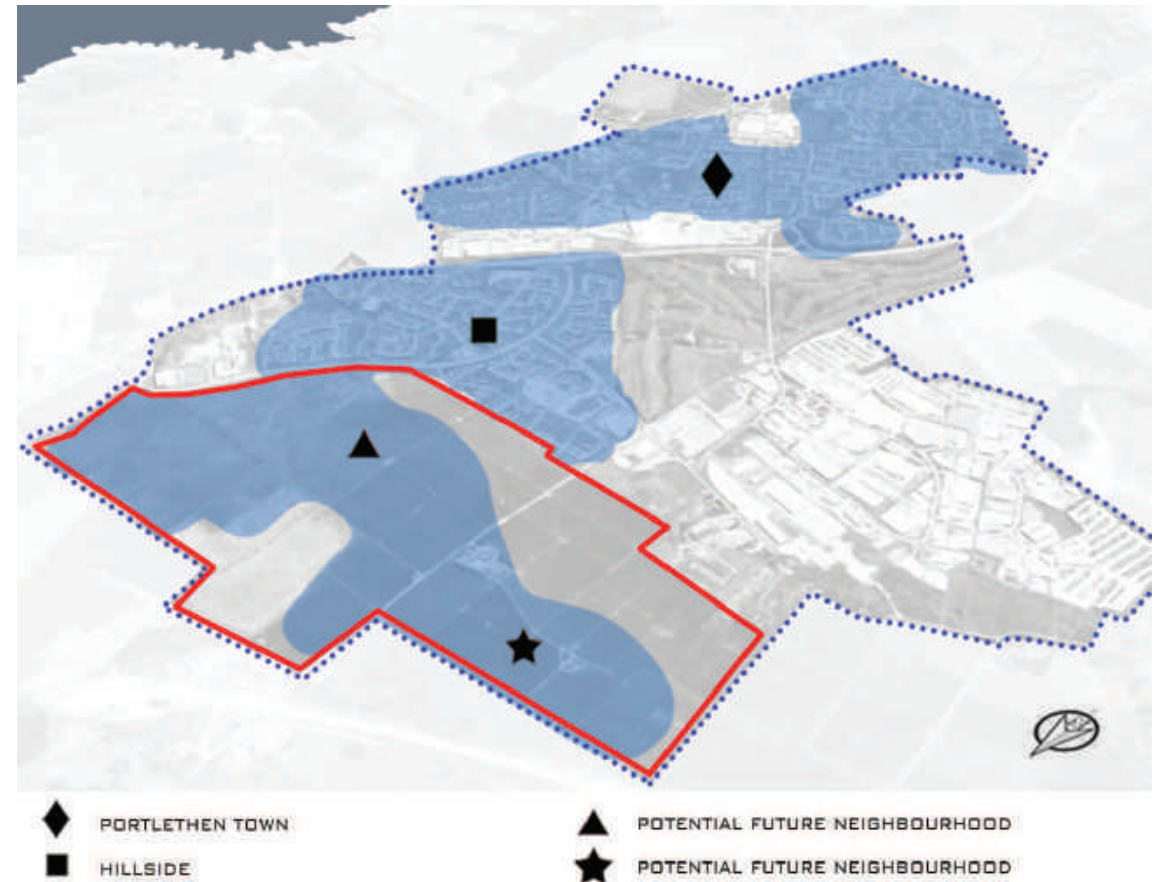 PORTLETHEN TOWN
HILLSIDE
POTENTIAL FUTURE NEIGHBOURHOOD
POTENTIAL FUTURE NEIGHBOURHOOD